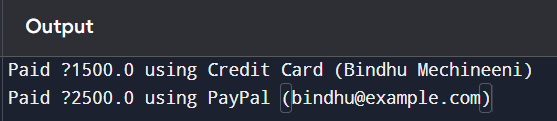 Output
Paid ?1500.0 using Credit Card (Bindhu Mechineeni)
Paid ?2500.0 using PayPal (bindhu@example.com)